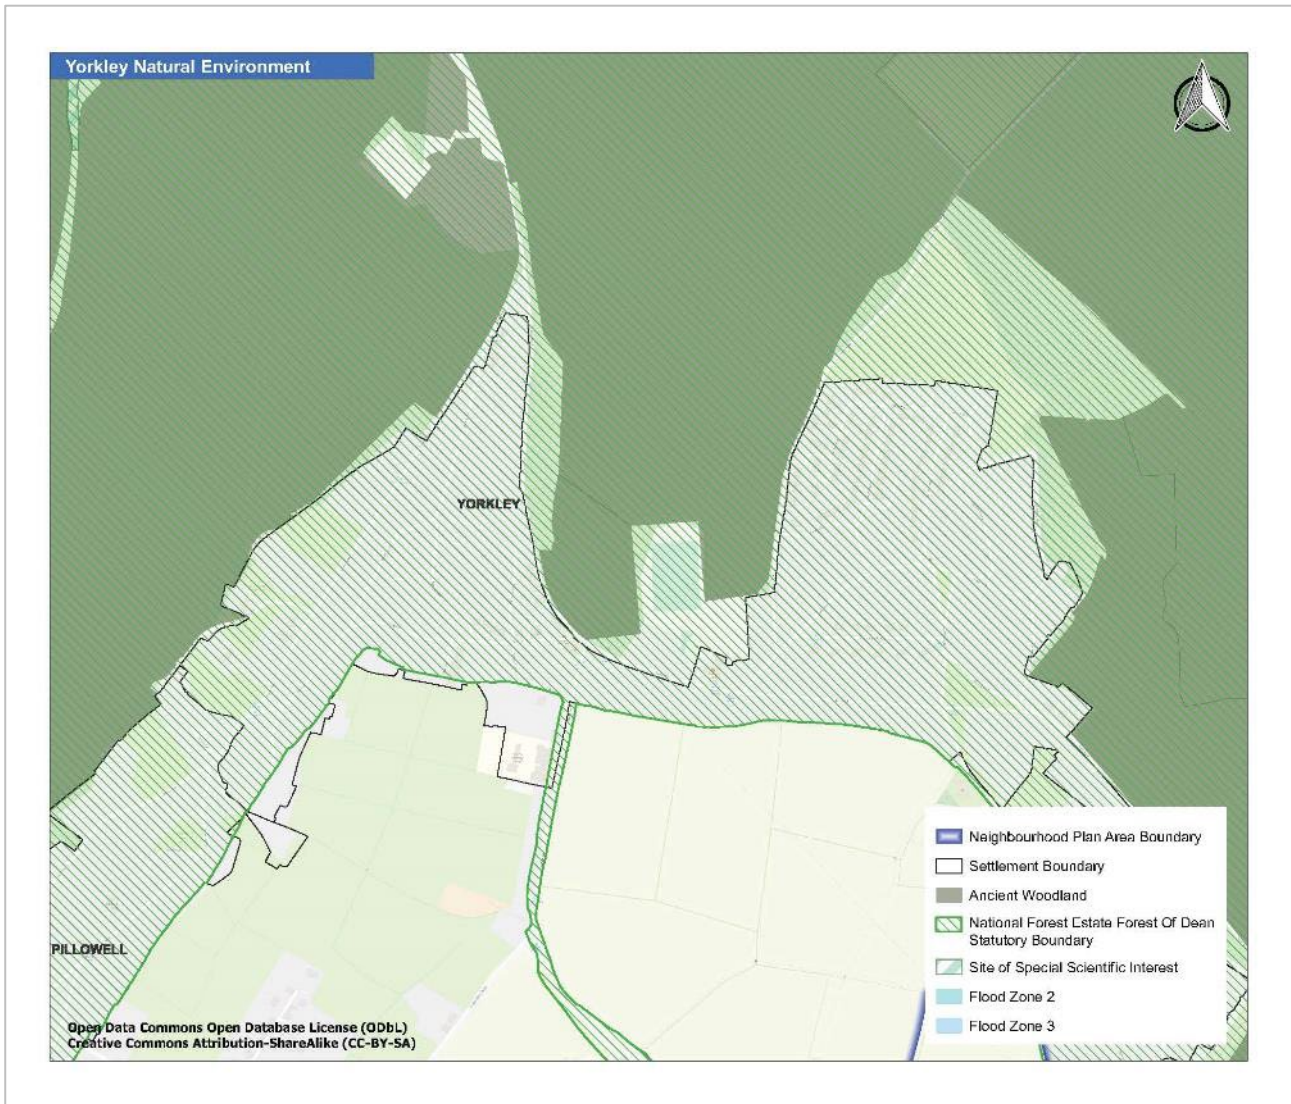 Yorkley Natural Environment
YORKLEY
PILLOWELL
Neighbourhood Plan Area Boundary
Settlement Boundary
Ancient Woodland
National Forest Estate Forest Of Dean
Statutory Boundary
Site of Special Scientific Interest
Flood Zone 2
Flood Zone 3
Open Data Commons Open Database License (ODbL)
Creative Commons Attribution-ShareAlike (CC-BY-SA)